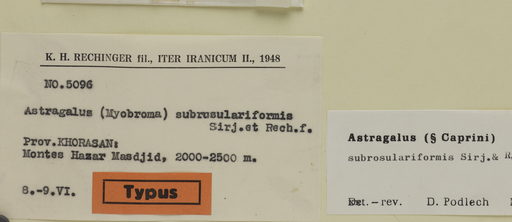 K. H. RECHINGER fil., ITER IRANICUM II., 1948
NO.5096
Astragalus (Myobroma) subrosulariformis
Sirj.et Rech.f.
Prov.KHORASAN:
Montes Hazar Masdjid, 2000-2500 m.
8.-9.VI.
Typus
Astragalus (§ Caprini)
subrosulariformis Sirj.& R.
Det.-rev. D. Podlech